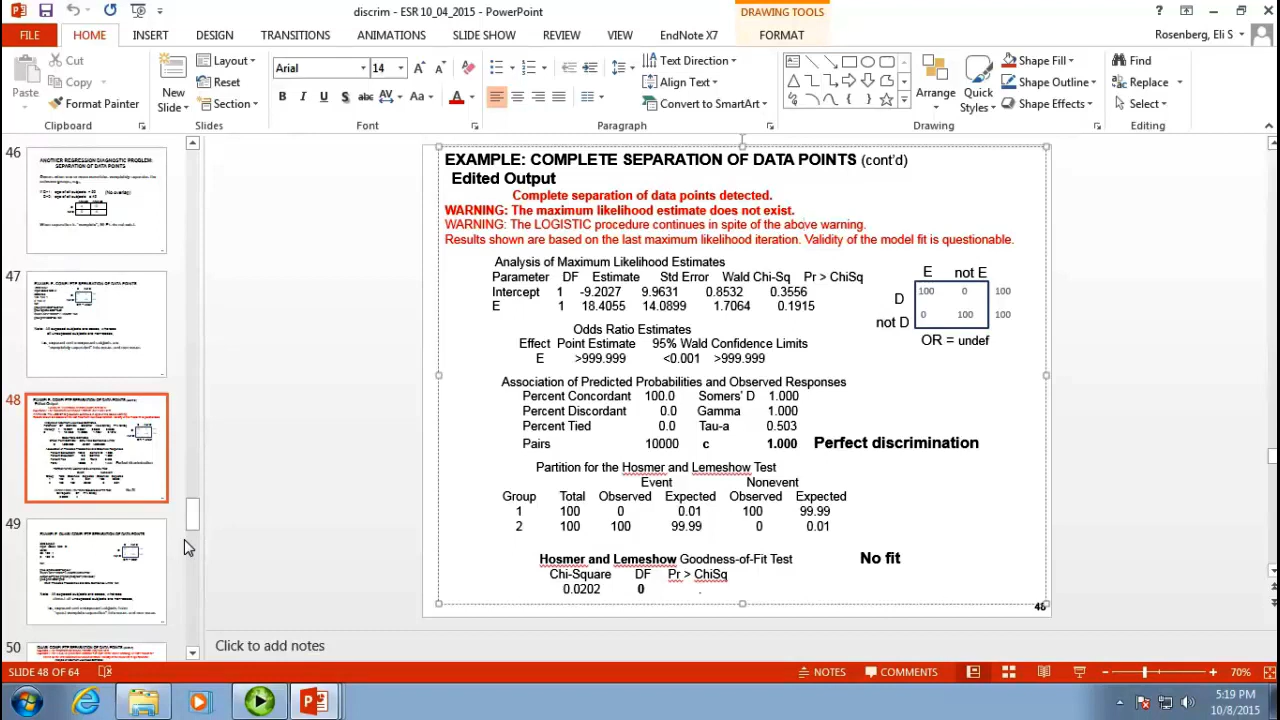 discrim - ESR 10_04_2015 - PowerPoint
DRAWING TOOLS
FILE HOME INSERT DESIGN TRANSITIONS ANIMATIONS SLIDE SHOW REVIEW VIEW EndNote X7 FORMAT
Rosenberg, Eli S
Paste
Cut
Copy
Format Painter
Clipboard
New Slide
Layout
Reset
Section
Slides
Arial 14
B I U S abc AV Aa A
Font
Text Direction
Align Text
Convert to SmartArt
Paragraph
Arrange
Quick Styles
Shape Fill
Shape Outline
Shape Effects
Drawing
Find
Replace
Select
Editing
46
ANOTHER REGRESSION DIAGNOSTIC PROBLEM:
SEPARATION OF DATA POINTS
47
48
49
50
EXAMPLE: COMPLETE SEPARATION OF DATA POINTS (cont'd)
Edited Output
Complete separation of data points detected.
WARNING: The maximum likelihood estimate does not exist.
WARNING: The LOGISTIC procedure continues in spite of the above warning.
Results shown are based on the last maximum likelihood iteration. Validity of the model fit is questionable.
Analysis of Maximum Likelihood Estimates
Parameter DF Estimate Std Error Wald Chi-Sq Pr > ChiSq
Intercept 1 -9.2027 9.9631 0.8532 0.3556
E 1 18.4055 14.0899 1.7064 0.1915
E not E
D 100 0 100
not D 0 100 100
OR = undef
Odds Ratio Estimates
Effect Point Estimate 95% Wald Confidence Limits
E >999.999 <0.001 >999.999
Association of Predicted Probabilities and Observed Responses
Percent Concordant 100.0 Somers' D 1.000
Percent Discordant 0.0 Gamma 1.000
Percent Tied 0.0 Tau-a 0.503
Pairs 10000 c 1.000 Perfect discrimination
Partition for the Hosmer and Lemeshow Test
Event Nonevent
Group Total Observed Expected Observed Expected
1 100 0 0.01 100 99.99
2 100 100 99.99 0 0.01
Hosmer and Lemeshow Goodness-of-Fit Test No fit
Chi-Square DF Pr > ChiSq
0.0202 0 .
48
Click to add notes
SLIDE 48 OF 64
NOTES COMMENTS 70%
5:19 PM
10/8/2015